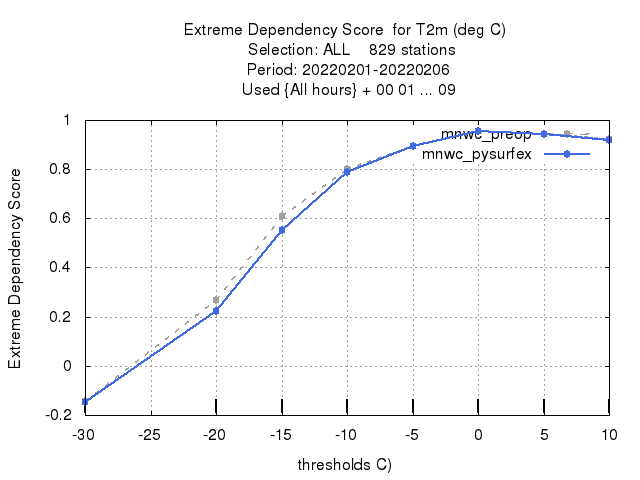 Extreme Dependency Score  for T2m (deg C)
Selection: ALL    829 stations
Period: 20220201-20220206
Used {All hours} + 00 01 ... 09
Extreme Dependency Score
1
0.8
0.6
0.4
0.2
0
-0.2
mnwc_preop
mnwc_pysurfex
-30 -25 -20 -15 -10 -5 0 5 10
thresholds C)